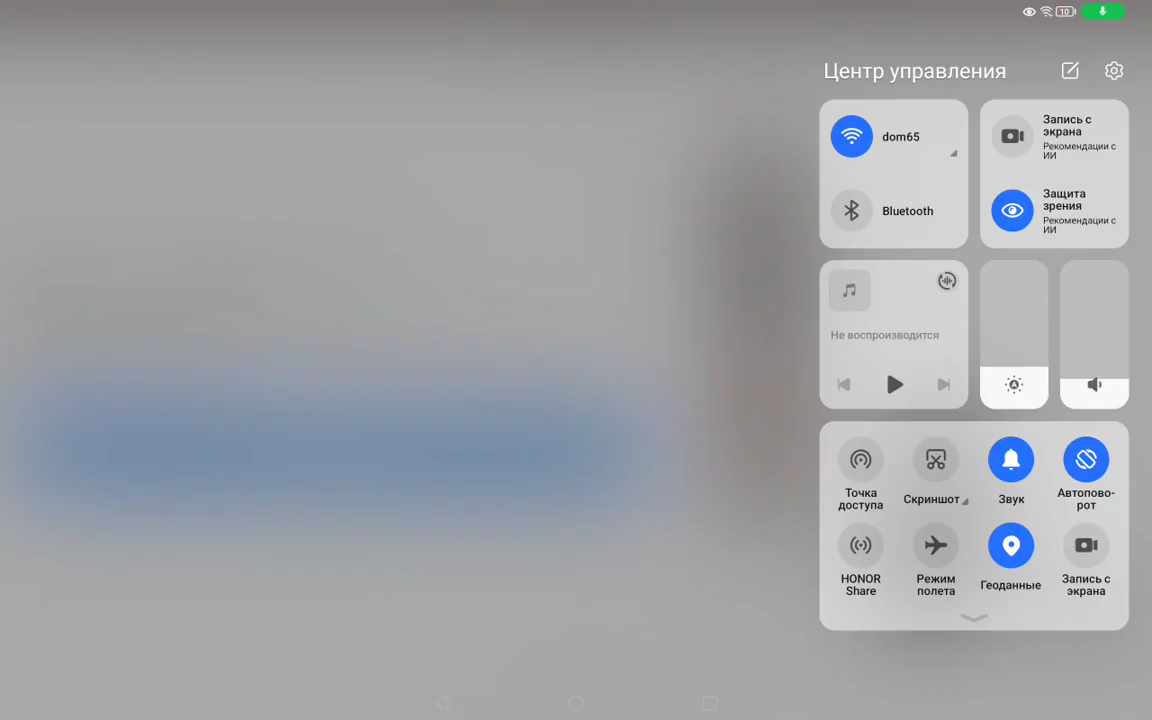 10
Центр управления
dom65
Bluetooth
Запись с
экрана
Рекомендации с
ИИ
Защита
зрения
Рекомендации с
ИИ
Не воспроизводится
A
Точка
доступа
Скриншот
Звук
Автопово-
рот
HONOR
Share
Режим
полета
Геоданные
Запись с
экрана